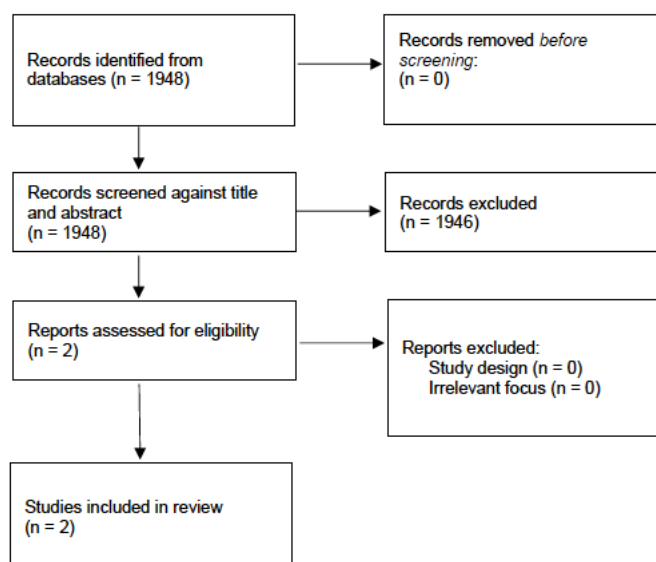 Records identified from
databases (n = 1948)
Records removed before
screening:
(n = 0)
Records screened against title
and abstract
(n = 1948)
Records excluded
(n = 1946)
Reports assessed for eligibility
(n = 2)
Reports excluded:
Study design (n = 0)
Irrelevant focus (n = 0)
Studies included in review
(n = 2)